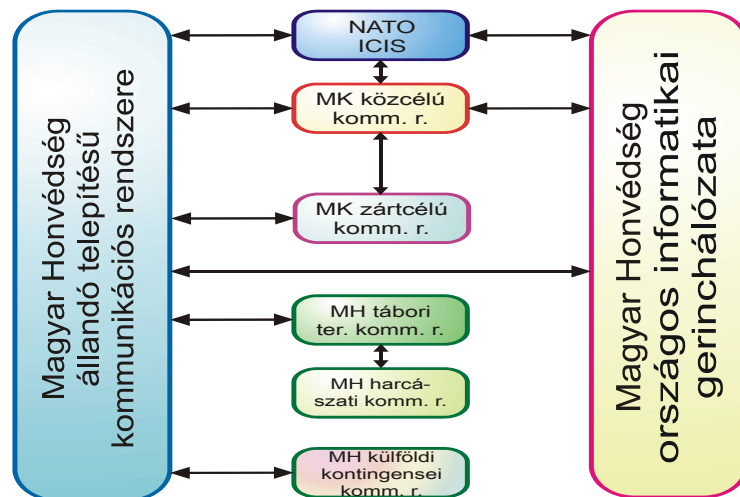 Magyar Honvédség
állandó telepítésű
kommunikációs rendszere
NATO
ICIS
MK közcélú
komm. r.
MK zártcélú
komm. r.
MH tábori
ter. komm. r.
MH harcá-
szati komm. r.
MH külföldi
kontingensei
komm. r.
Magyar Honvédség
országos informatikai
gerinchálózata